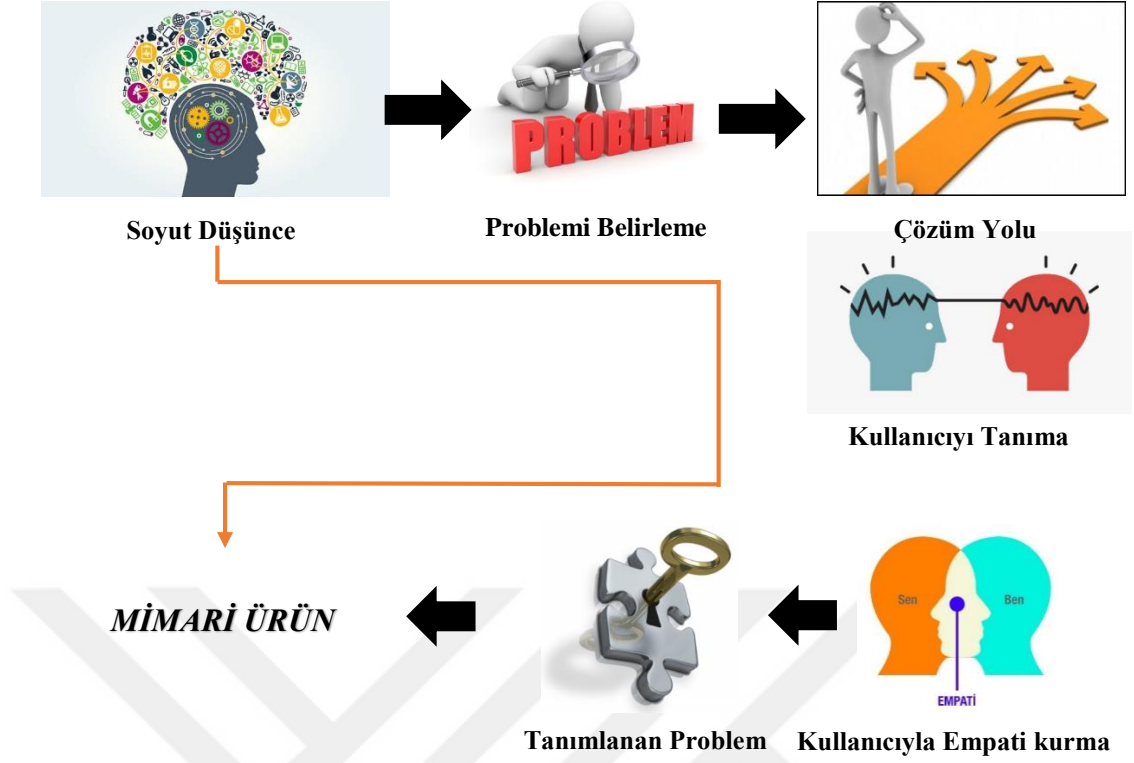 PROBLEM
Soyut Düşünce
Problemi Belirleme
Çözüm Yolu
Kullanıcıyı Tanıma
MİMARİ ÜRÜN
Sen
Ben
EMPATİ
Tanımlanan Problem
Kullanıcıyla Empati kurma